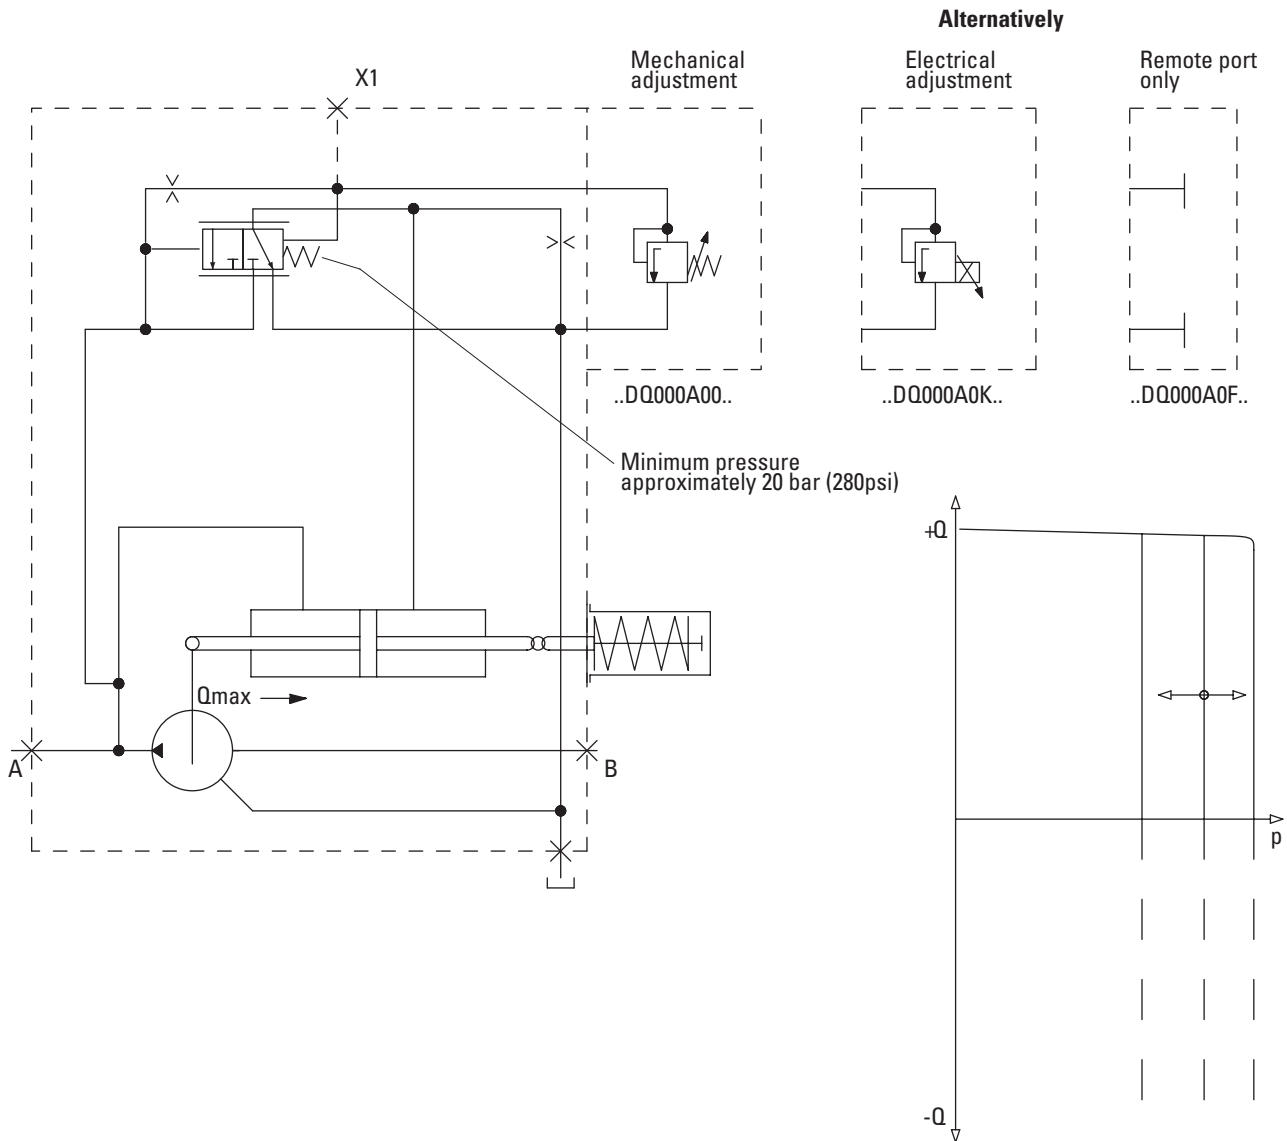 Alternatively
Mechanical
adjustment
Electrical
adjustment
Remote port
only
X1
..DQ000A00..
..DQ000A0K..
..DQ000A0F..
Minimum pressure
approximately 20 bar (280psi)
+Q
Qmax
A
B
p
-Q